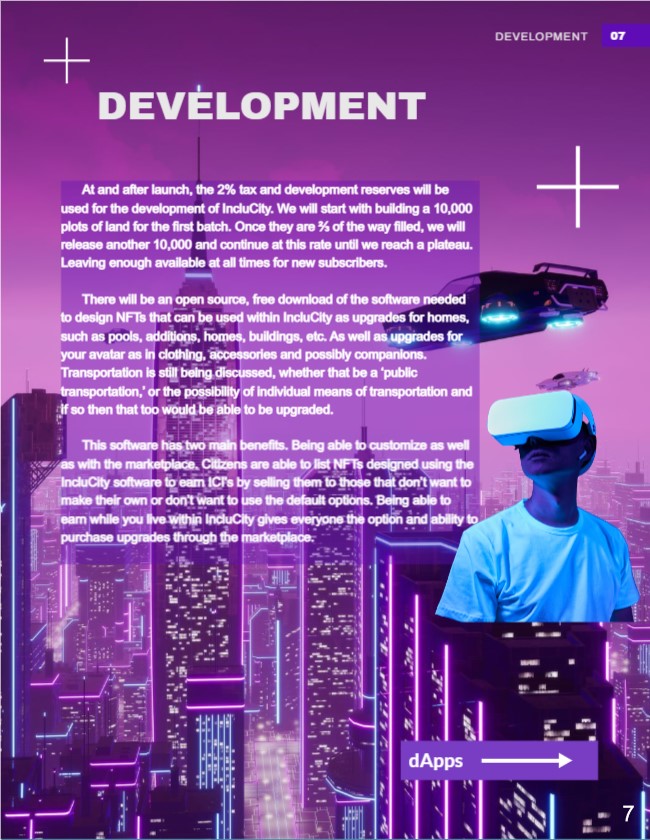 DEVELOPMENT 07
DEVELOPMENT
At and after launch, the 2% tax and development reserves will be
used for the development of IncluCity. We will start with building a 10,000
plots of land for the first batch. Once they are ⅔ of the way filled, we will
release another 10,000 and continue at this rate until we reach a plateau.
Leaving enough available at all times for new subscribers.
There will be an open source, free download of the software needed
to design NFTs that can be used within IncluCity as upgrades for homes,
such as pools, additions, homes, buildings, etc. As well as upgrades for
your avatar as in clothing, accessories and possibly companions.
Transportation is still being discussed, whether that be a ‘public
transportation,’ or the possibility of individual means of transportation and
if so then that too would be able to be upgraded.
This software has two main benefits. Being able to customize as well
as with the marketplace. Citizens are able to list NFTs designed using the
IncluCity software to earn ICI's by selling them to those that don't want to
make their own or don't want to use the default options. Being able to
earn while you live within IncluCity gives everyone the option and ability to
purchase upgrades through the marketplace.
dApps
7